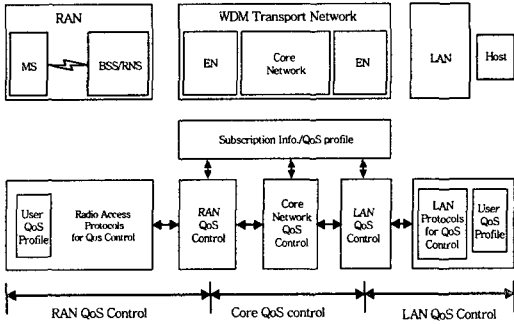 RAN
WDM Transport Network
MS
BSS/RNS
EN
Core
Network
EN
LAN
Host
Subscription Info./QoS profile
User
QoS
Profile
Radio Access
Protocols
for QoS Control
RAN
QoS
Control
Core
Network
QoS
Control
LAN
QoS
Control
LAN
Protocols
for QoS
Control
User
QoS
Profile
RAN QoS Control
Core QoS control
LAN QoS Control